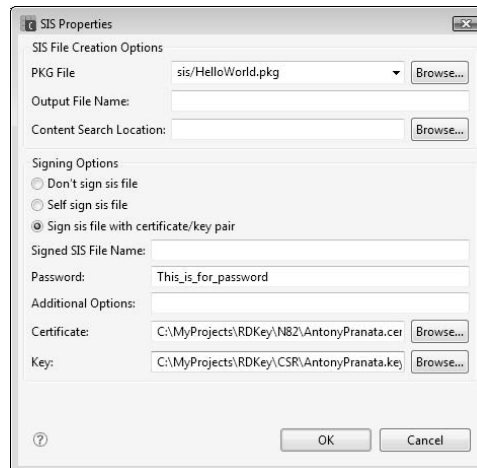 SIS Properties
SIS File Creation Options
PKG File sis/HelloWorld.pkg Browse...
Output File Name:
Content Search Location: Browse...
Signing Options
Don't sign sis file
Self sign sis file
Sign sis file with certificate/key pair
Signed SIS File Name:
Password: This_is_for_password
Additional Options:
Certificate: C:\MyProjects\RDKey\N82\AntonyPranata.cer Browse...
Key: C:\MyProjects\RDKey\CSR\AntonyPranata.key Browse...
? OK Cancel